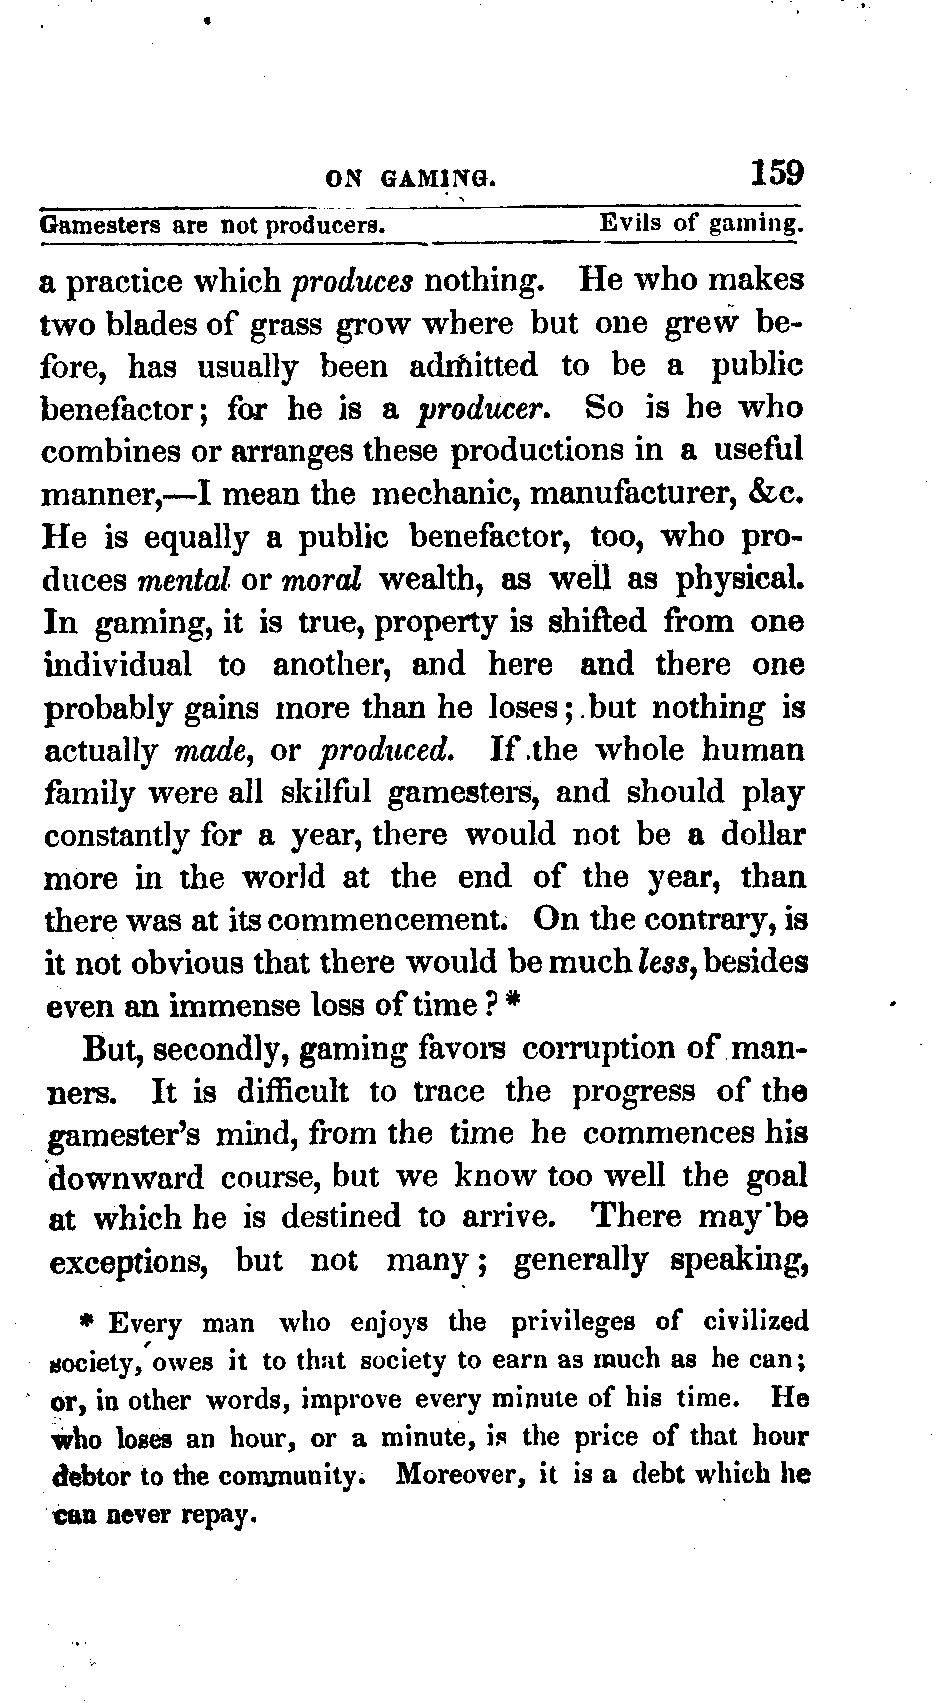 ON GAMING. 159
Gamesters are not producers. Evils of gaming.
a practice which produces nothing. He who makes
two blades of grass grow where but one grew be-
fore, has usually been admitted to be a public
benefactor; for he is a producer. So is he who
combines or arranges these productions in a useful
manner,—I mean the mechanic, manufacturer, &c.
He is equally a public benefactor, too, who pro-
duces mental or moral wealth, as well as physical.
In gaming, it is true, property is shifted from one
individual to another, and here and there one
probably gains more than he loses; but nothing is
actually made, or produced. If the whole human
family were all skilful gamesters, and should play
constantly for a year, there would not be a dollar
more in the world at the end of the year, than
there was at its commencement. On the contrary, is
it not obvious that there would be much less, besides
even an immense loss of time?*
But, secondly, gaming favors corruption of man-
ners. It is difficult to trace the progress of the
gamester's mind, from the time he commences his
downward course, but we know too well the goal
at which he is destined to arrive. There may be
exceptions, but not many; generally speaking,
* Every man who enjoys the privileges of civilized
society, owes it to that society to earn as much as he can;
or, in other words, improve every minute of his time. He
who loses an hour, or a minute, is the price of that hour
debtor to the community. Moreover, it is a debt which he
can never repay.